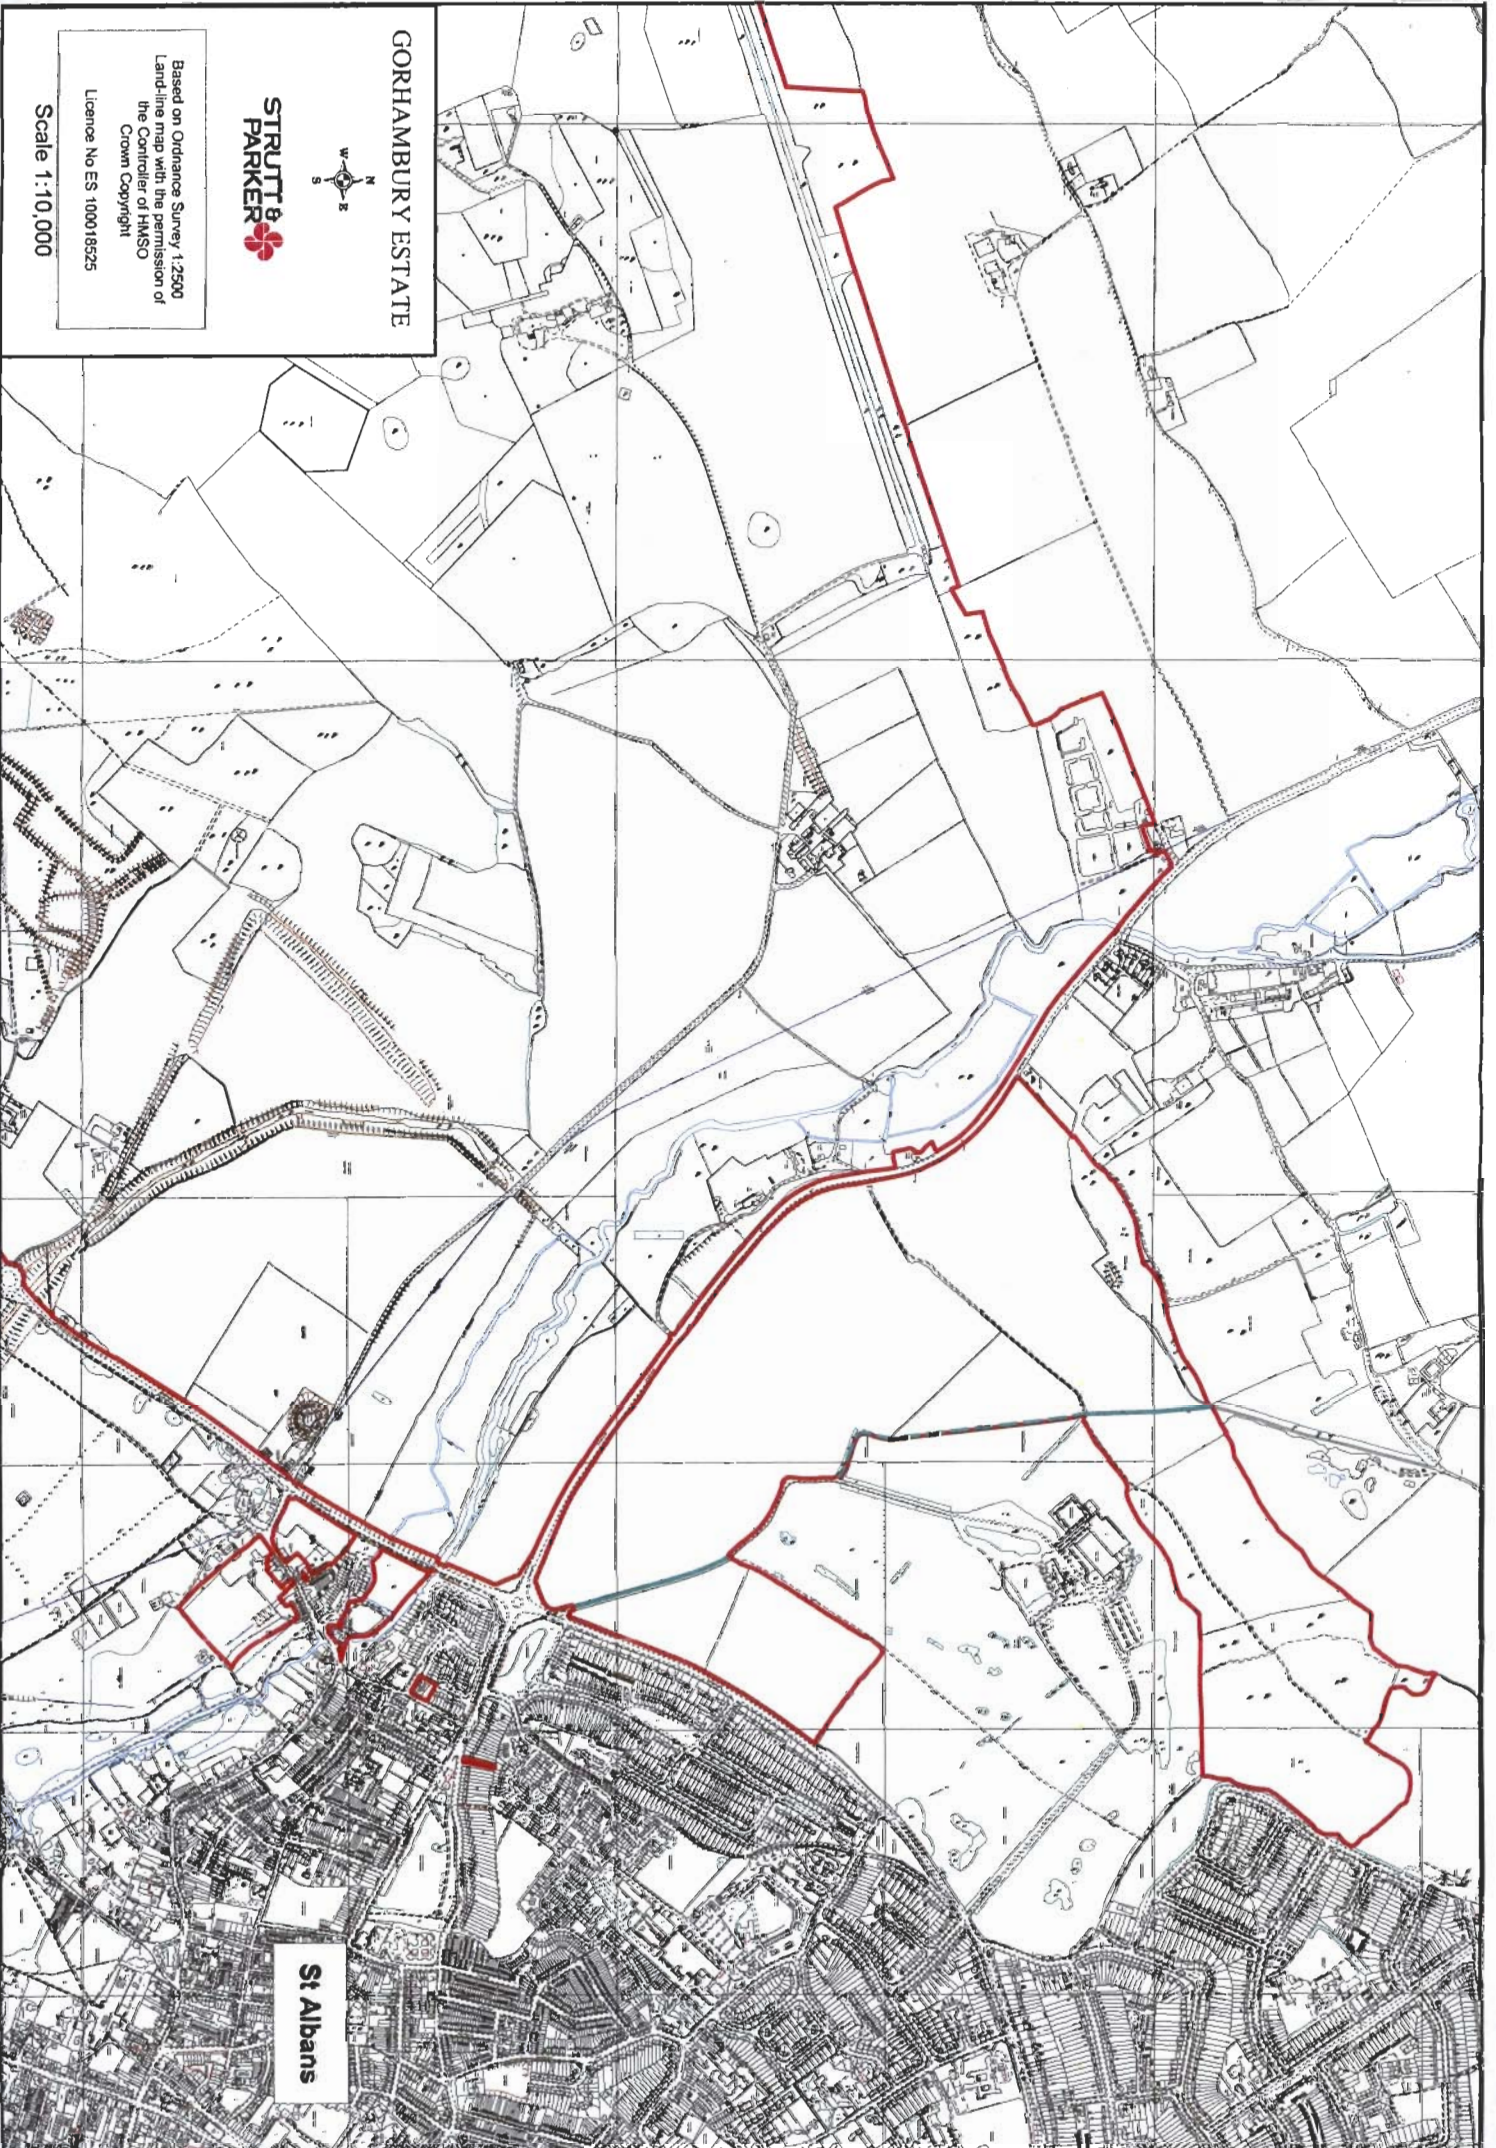 GORHAMBURY ESTATE
N
W
E
S
STRUTT &
PARKER
Based on Ordnance Survey 1:2500
Land-line map with the permission of
the Controller of HMSO
Crown Copyright
Licence No ES 100018525
Scale 1:10,000
St Albans